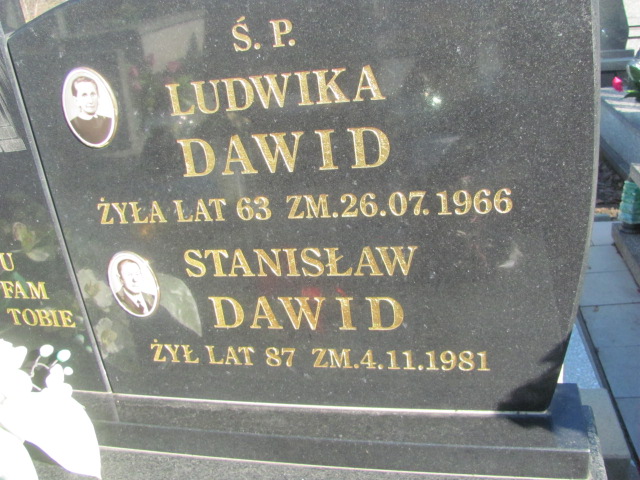 Ś. P.
LUDWIKA
DAWID
ŻYŁA LAT 63 ZM.26.07.1966
STANISŁAW
DAWID
ŻYŁ LAT 87 ZM.4.11.1981
U
FAM
TOBIE